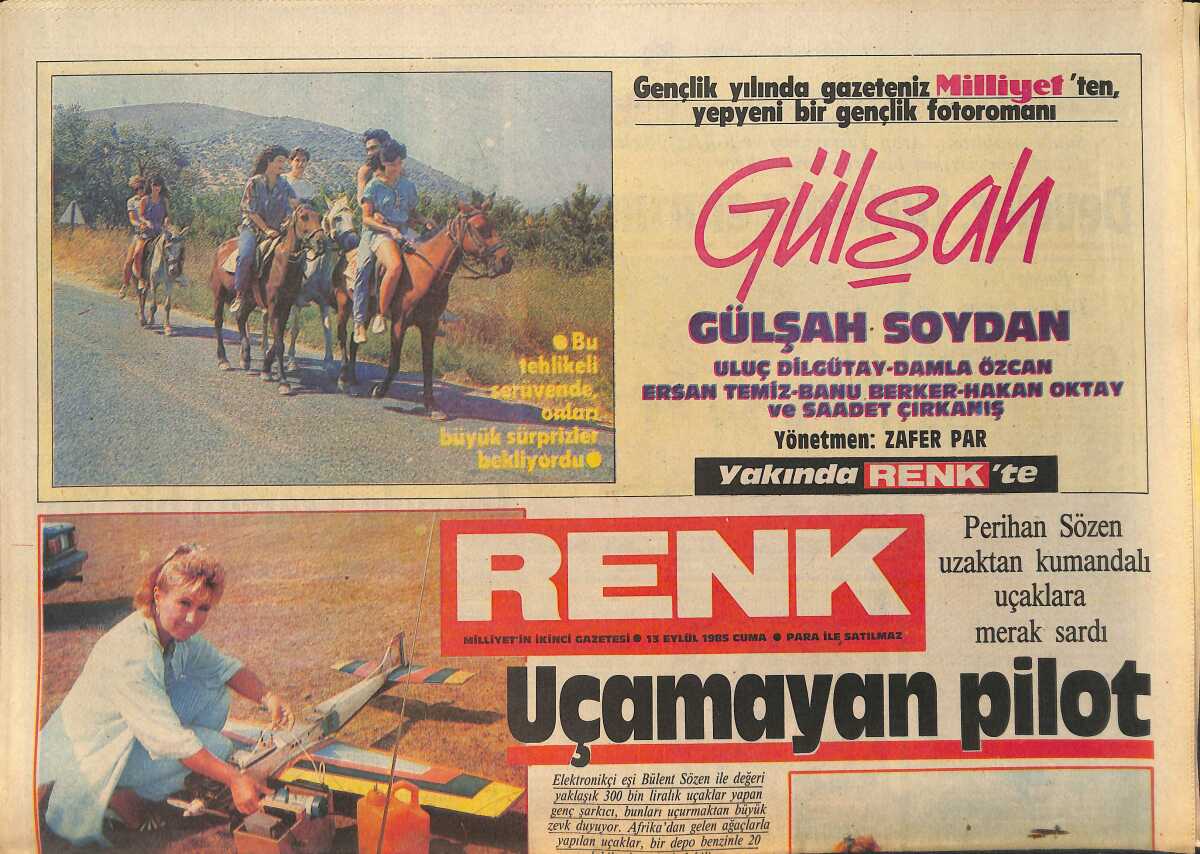 Gençlik yılında gazeteniz Milliyet'ten,
yepyeni bir gençlik fotoromanı
Gülşah
GÜLŞAH SOYDAN
ULUÇ DİLGÜTAY-DAMLA ÖZCAN
ERSAN TEMİZ-BANU BERKER-HAKAN OKTAY
ve SAADET ÇIRKANIŞ
Yönetmen: ZAFER PAR
Yakında RENK'te
● Bu
tehlikeli
serüvende,
onları
büyük sürprizler
bekliyordu ●
RENK
MİLLİYET'İN İKİNCİ GAZETESİ ● 13 EYLÜL 1985 CUMA ● PARA İLE SATILMAZ
Perihan Sözen
uzaktan kumandalı
uçaklara
merak sardı
Uçamayan pilot
Elektronikçi eşi Bülent Sözen ile değeri
yaklaşık 300 bin liralık uçaklar yapan
genç şarkıcı, bunları uçurmaktan büyük
zevk duyuyor. Afrika'dan gelen ağaçlarla
yapılan uçaklar, bir depo benzinle 20